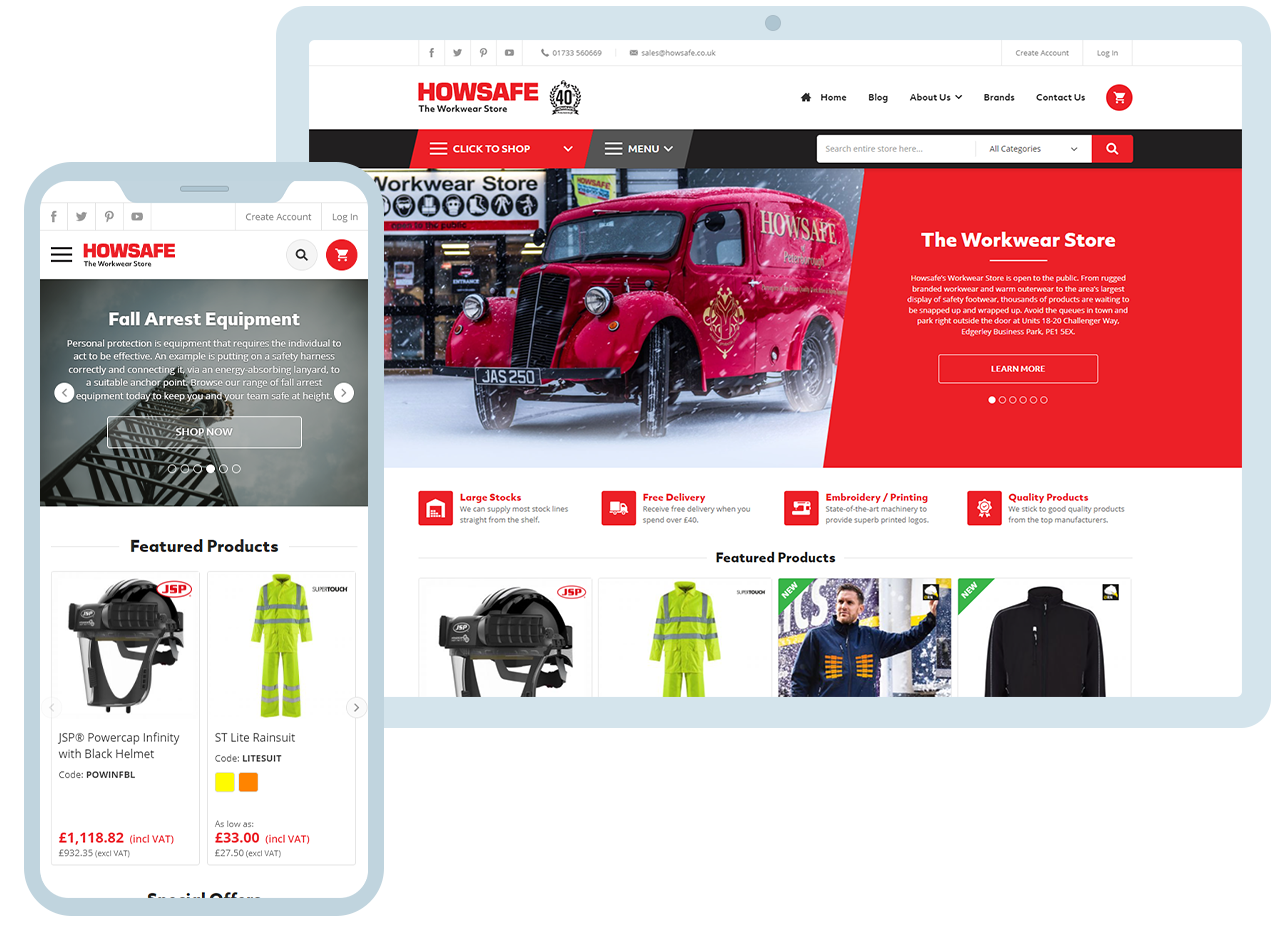 01733 560669
sales@howsafe.co.uk
Create Account
Log In
HOWSAFE
The Workwear Store
40
Home
Blog
About Us
Brands
Contact Us
CLICK TO SHOP
MENU
Search entire store here...
All Categories
Workwear Store
HOWSAFE
open to the public
ENTRANCE
HOWSAFE
Peterborough
JAS 250
The Workwear Store
Howsafe's Workwear Store is open to the public. From rugged
branded workwear and warm outerwear to the area's largest
display of safety footwear, thousands of products are waiting to
be snapped up and wrapped up. Avoid the queues in town and
park right outside the door at Units 18-20 Challenger Way,
Edgerley Business Park, PE1 5EX.
LEARN MORE
Large Stocks
We can supply most stock lines
straight from the shelf.
Free Delivery
Receive free delivery when you
spend over £40.
Embroidery / Printing
State-of-the-art machinery to
provide superb printed logos.
Quality Products
We stick to good quality products
from the top manufacturers.
Featured Products
JSP
JSP
SUPERTOUCH
NEW
NEW
Create Account
Log In
HOWSAFE
The Workwear Store
Fall Arrest Equipment
Personal protection is equipment that requires the individual to
act to be effective. An example is putting on a safety harness
correctly and connecting it, via an energy-absorbing lanyard, to
a suitable anchor point. Browse our range of fall arrest
equipment today to keep you and your team safe at height.
SHOP NOW
Featured Products
JSP
JSP
SUPERTOUCH
JSP® Powercap Infinity
with Black Helmet
Code: POWINFBL
£1,118.82 (incl VAT)
£932.35 (excl VAT)
ST Lite Rainsuit
Code: LITESUIT
As low as:
£33.00 (incl VAT)
£27.50 (excl VAT)
Special Offers